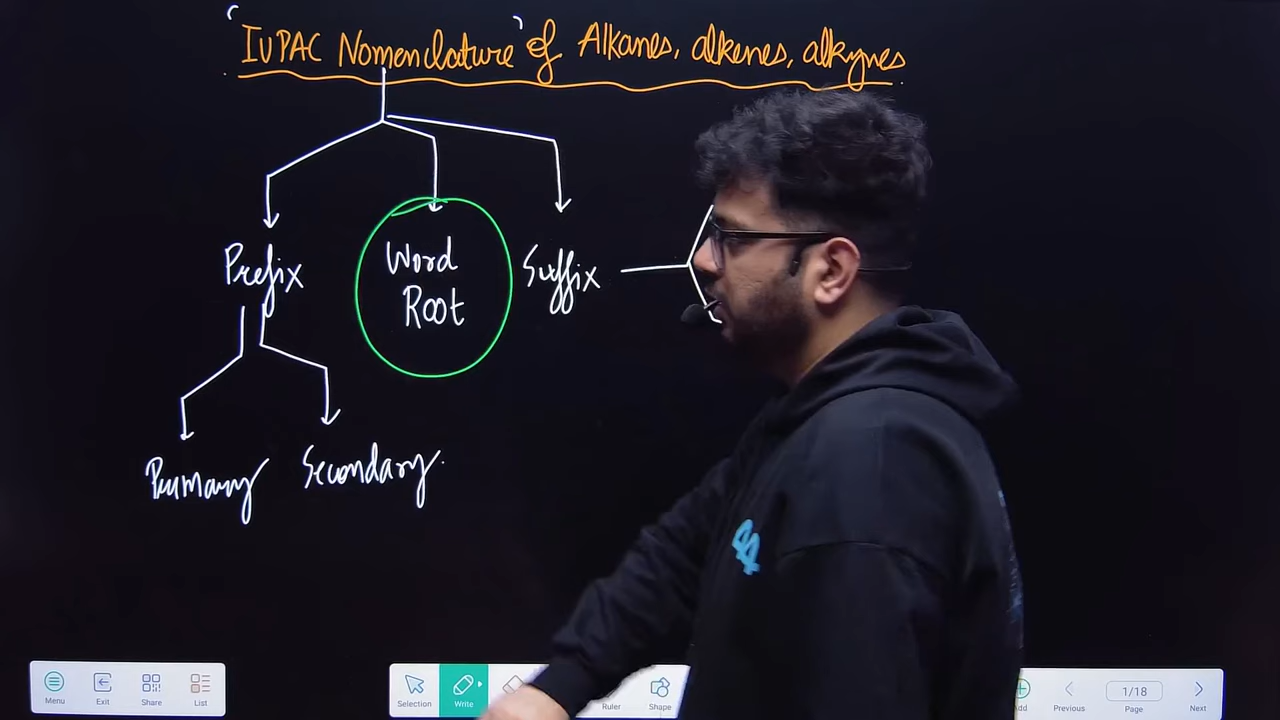 'IUPAC Nomenclature' of Alkanes, alkenes, alkynes
Prefix
Word
Root
Suffix
Primary
Secondary.
Menu
Exit
Share
List
Selection
Write
Ruler
Shape
dd
Previous
1/18
Page
Next